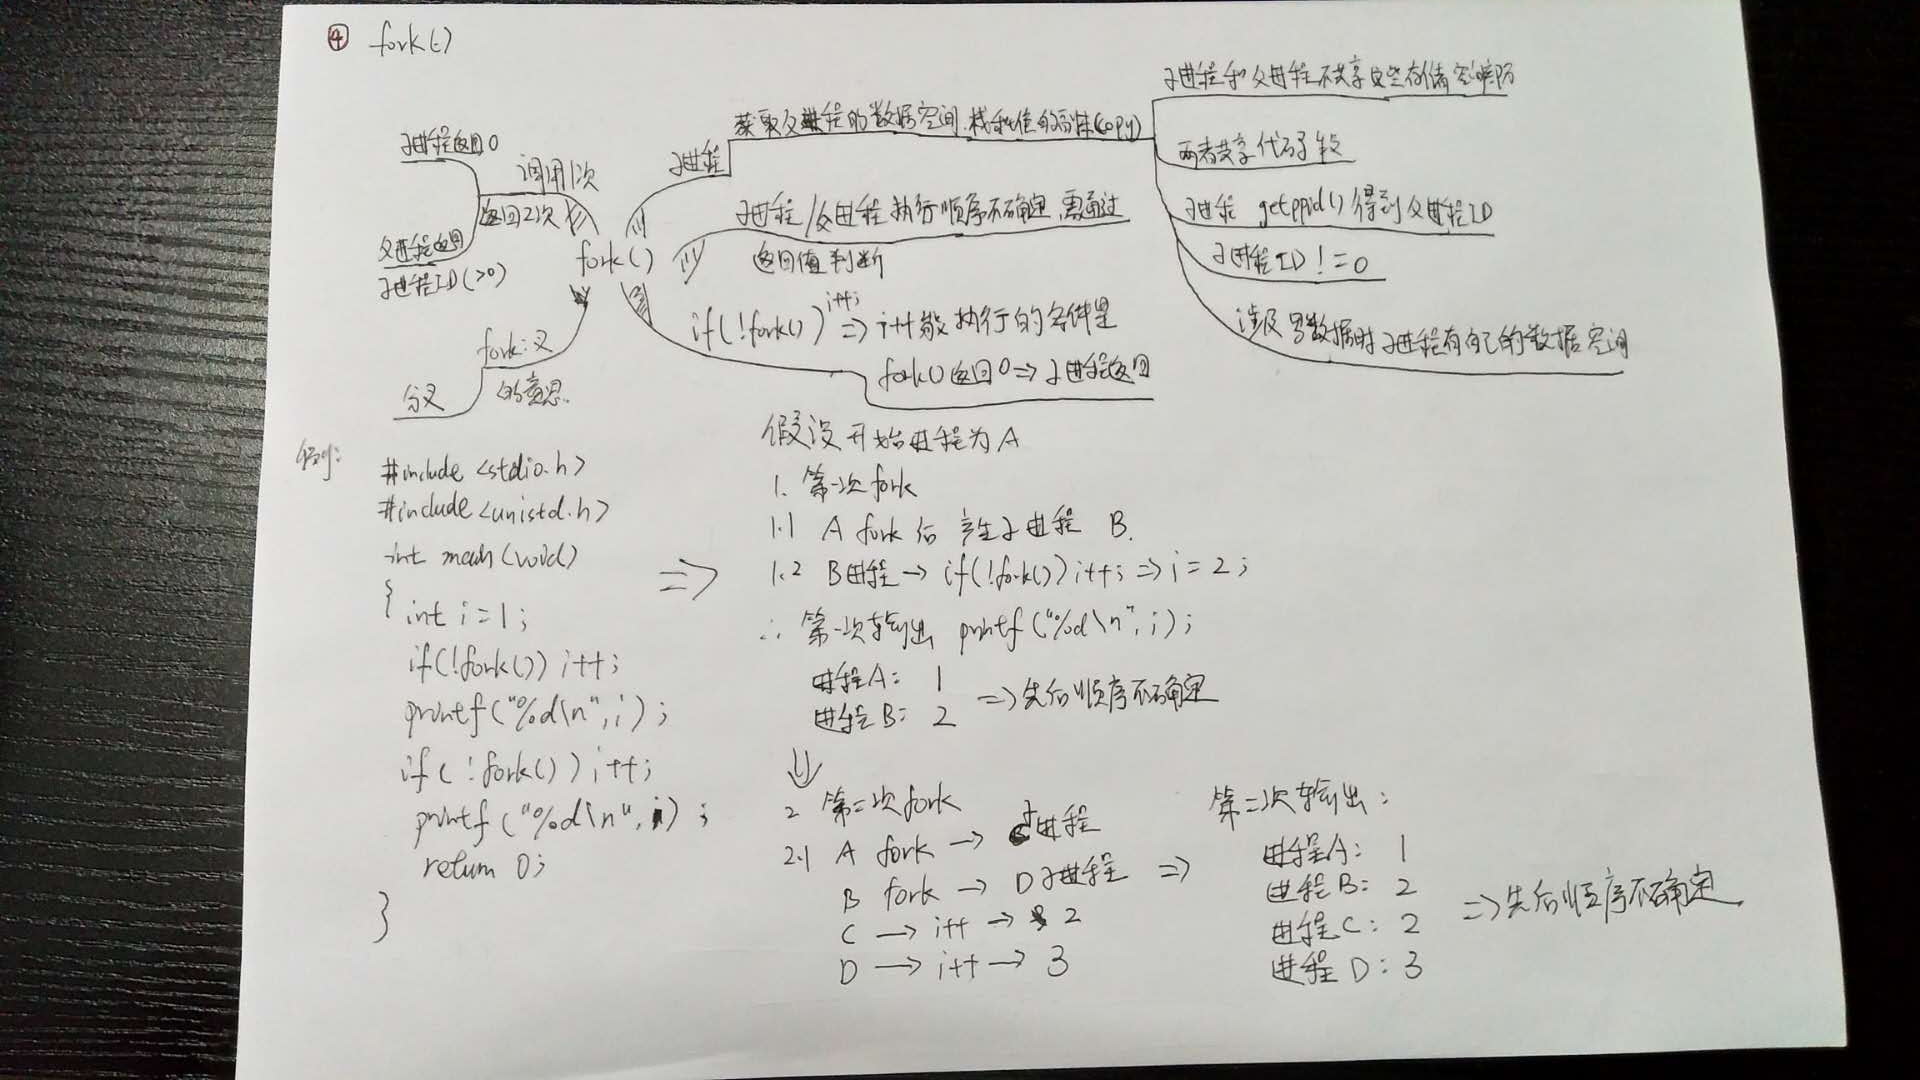 ④ fork()
子进程返回0
调用1次
返回2次
父进程返回
子进程ID(>0)
fork()
fork:叉
的意思.
分叉
子进程
获取父进程的数据空间.栈和堆的副本(copy)
子进程和父进程不共享这些存储空间部分
两者共享代码段
子进程 getppid()得到父进程ID
子进程ID != 0
涉及写数据时子进程有自己的数据空间
子进程/父进程执行顺序不确定,需通过
返回值判断
if(!fork()) i++; => i++能执行的条件是
fork()返回0 => 子进程返回
例:
#include <stdio.h>
#include <unistd.h>
int main(void)
{
int i = 1;
if(!fork()) i++;
printf("%d\n",i);
if(!fork()) i++;
printf("%d\n",i);
return 0;
}
=>
假设开始进程为A
1. 第一次fork
1.1 A fork后产生子进程 B.
1.2 B进程→ if(!fork()) i++; => i=2;
∴ 第一次输出 printf("%d\n",i);
进程A: 1
进程B: 2
=> 先后顺序不确定
⇓
2 第二次fork
2.1 A fork → C子进程
B fork → D子进程 =>
C → i++ → 2
D → i++ → 3
第二次输出:
进程A: 1
进程B: 2
进程C: 2
进程D: 3
=> 先后顺序不确定